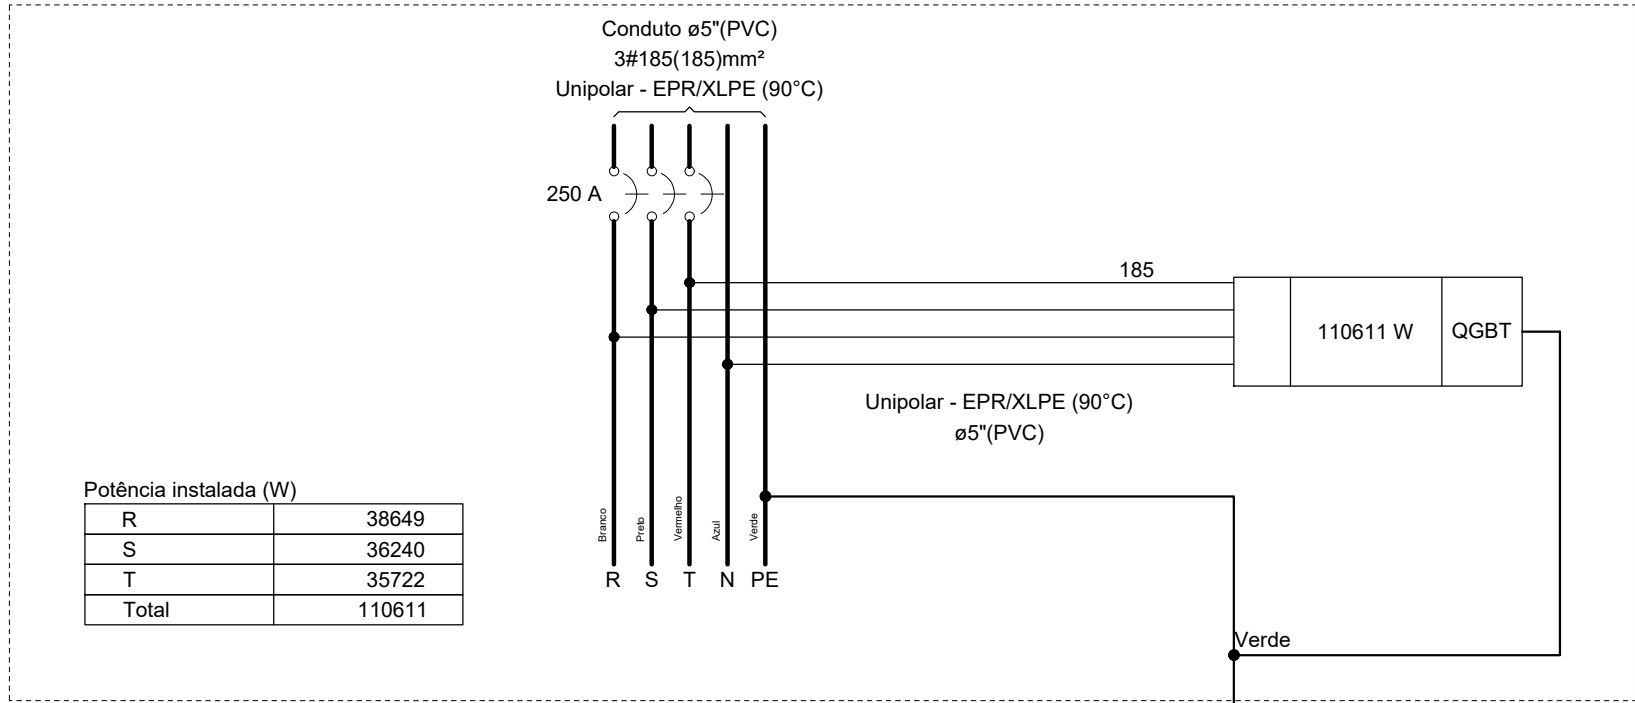 Conduto ø5"(PVC)
3#185(185)mm²
Unipolar - EPR/XLPE (90°C)
250 A
185
110611 W
QGBT
Unipolar - EPR/XLPE (90°C)
ø5"(PVC)
Potência instalada (W)
R 38649
S 36240
T 35722
Total 110611
Branco
Preto
Vermelho
Azul
Verde
R S T N PE
Verde